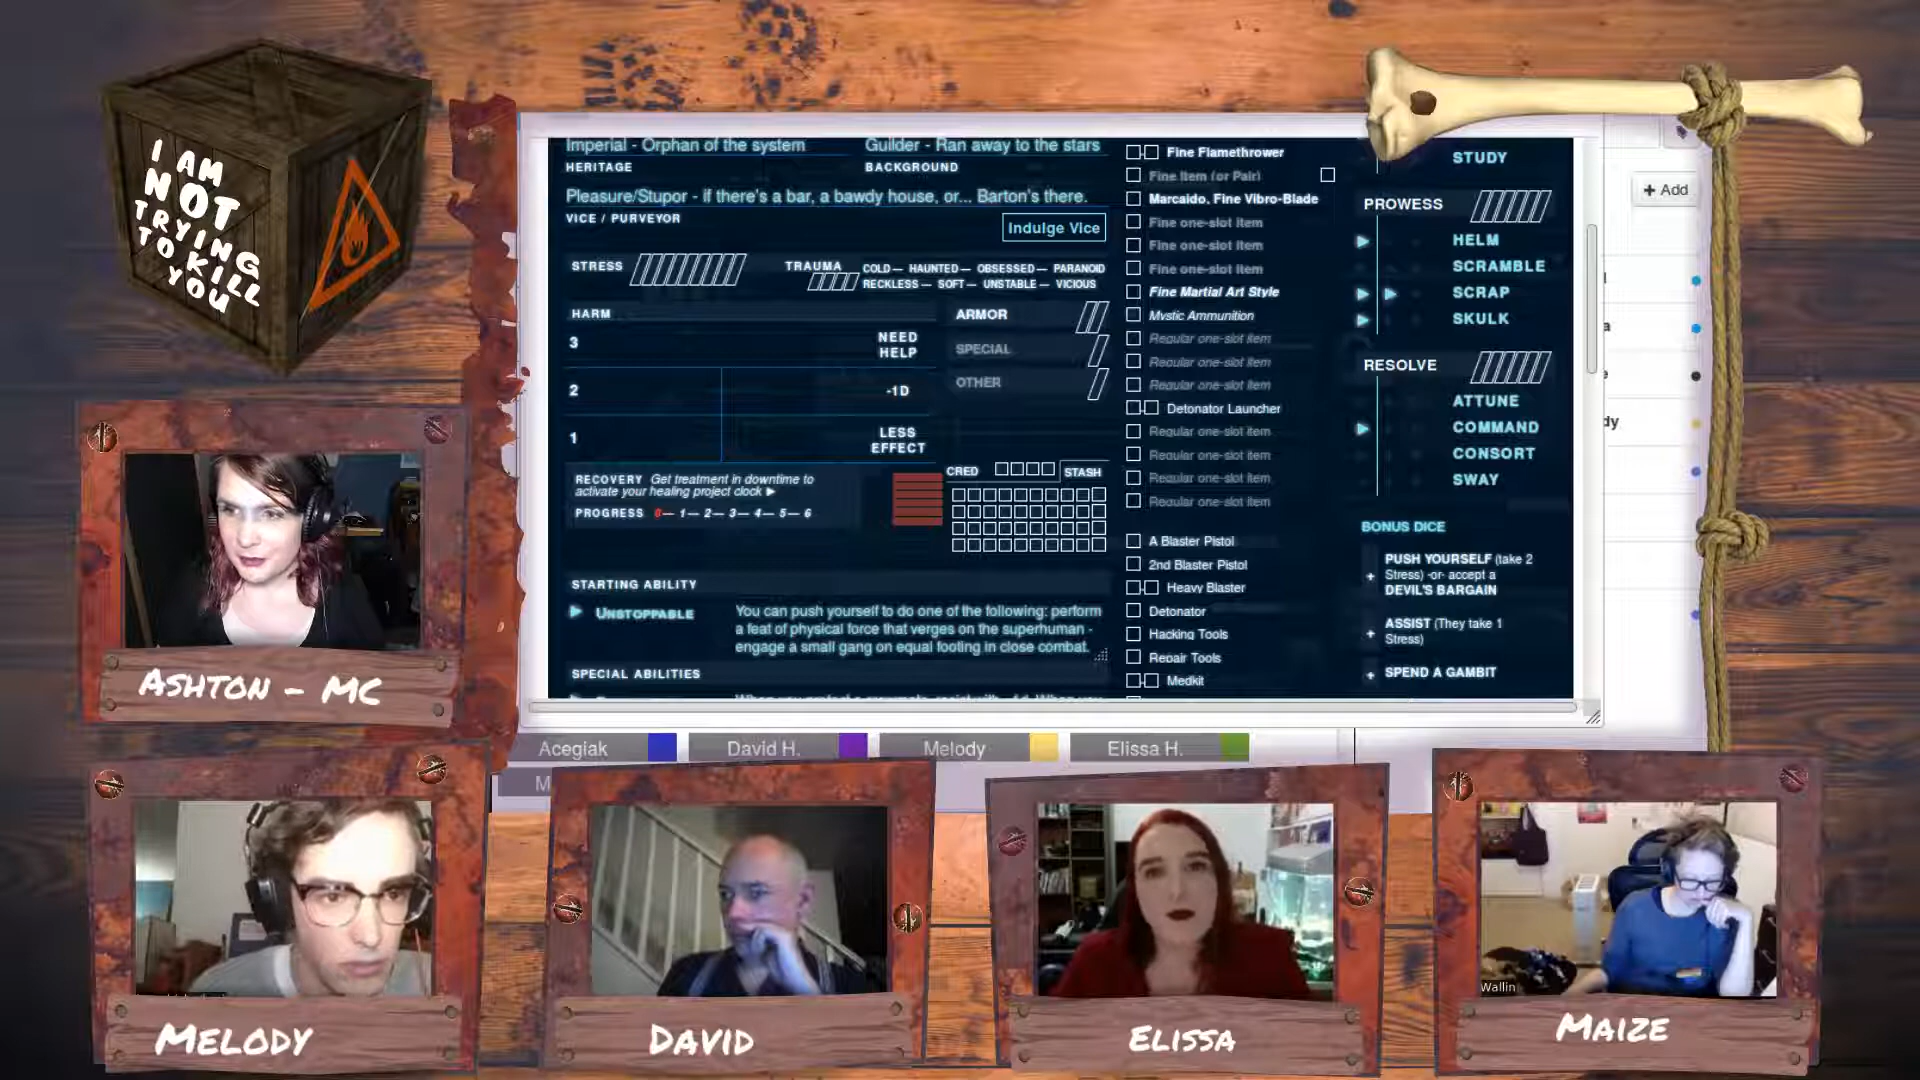 I AM
NOT
TRYING
TO KILL
YOU
Imperial - Orphan of the system
Guilder - Ran away to the stars
HERITAGE
BACKGROUND
Pleasure/Stupor - if there's a bar, a bawdy house, or... Barton's there.
VICE / PURVEYOR
Indulge Vice
STRESS
TRAUMA
COLD— HAUNTED— OBSESSED— PARANOID
RECKLESS— SOFT— UNSTABLE— VICIOUS
HARM
3
NEED
HELP
2
-1D
1
LESS
EFFECT
ARMOR
SPECIAL
OTHER
RECOVERY Get treatment in downtime to
activate your healing project clock ▶
PROGRESS 0— 1— 2— 3— 4— 5— 6
CRED
STASH
STARTING ABILITY
UNSTOPPABLE
You can push yourself to do one of the following: perform
a feat of physical force that verges on the superhuman -
engage a small gang on equal footing in close combat.
SPECIAL ABILITIES
Fine Flamethrower
Fine Item (or Pair)
Marcaido, Fine Vibro-Blade
Fine one-slot Item
Fine one-slot Item
Fine one-slot Item
Fine Martial Art Style
Mystic Ammunition
Regular one-slot item
Regular one-slot item
Regular one-slot item
Detonator Launcher
Regular one-slot item
Regular one-slot item
Regular one-slot item
Regular one-slot item
A Blaster Pistol
2nd Blaster Pistol
Heavy Blaster
Detonator
Hacking Tools
Repair Tools
Medkit
STUDY
PROWESS
HELM
SCRAMBLE
SCRAP
SKULK
RESOLVE
ATTUNE
COMMAND
CONSORT
SWAY
BONUS DICE
+ PUSH YOURSELF (take 2
Stress) -or- accept a
DEVIL'S BARGAIN
+ ASSIST (They take 1
Stress)
+ SPEND A GAMBIT
+ Add
dy
Acegiak
David H.
Melody
Elissa H.
M
ASHTON - MC
MELODY
DAVID
ELISSA
Wallin
MAIZE